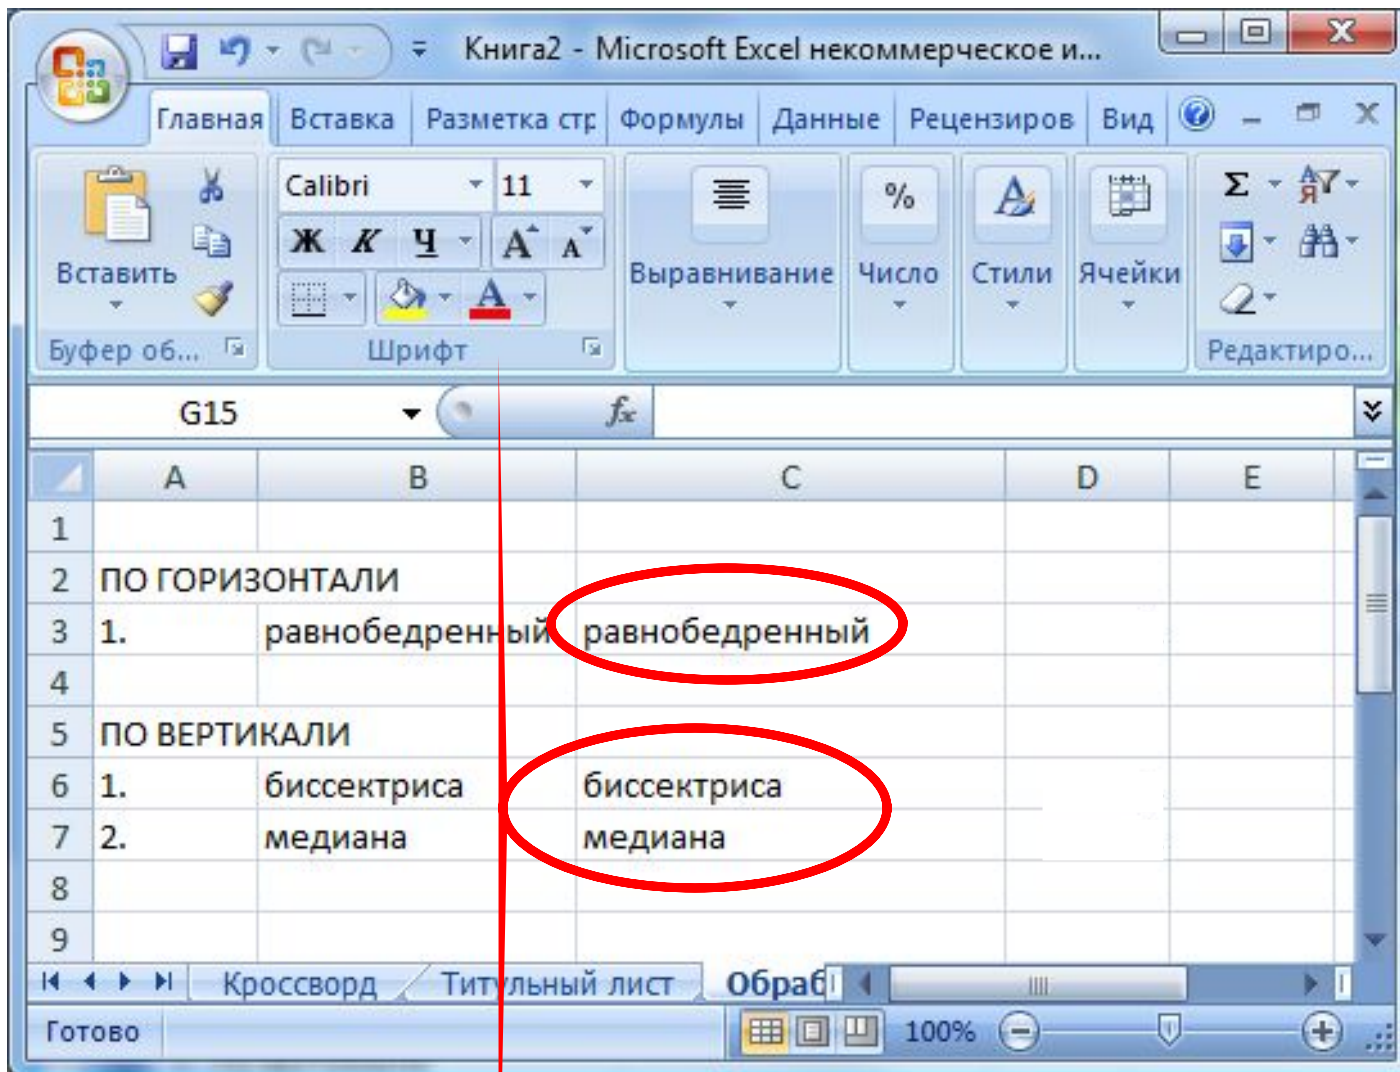 Книга2 - Microsoft Excel некоммерческое и...
Главная Вставка Разметка стр Формулы Данные Рецензиров Вид
Calibri 11 % Σ
Ж К Ч А А
Вставить Выравнивание Число Стили Ячейки
Буфер об... Шрифт Редактиро...
G15 fx
A B C D E
1
2 ПО ГОРИЗОНТАЛИ
3 1. равнобедренный равнобедренный
4
5 ПО ВЕРТИКАЛИ
6 1. биссектриса биссектриса
7 2. медиана медиана
8
9
Кроссворд Титульный лист Обраб
Готово 100%